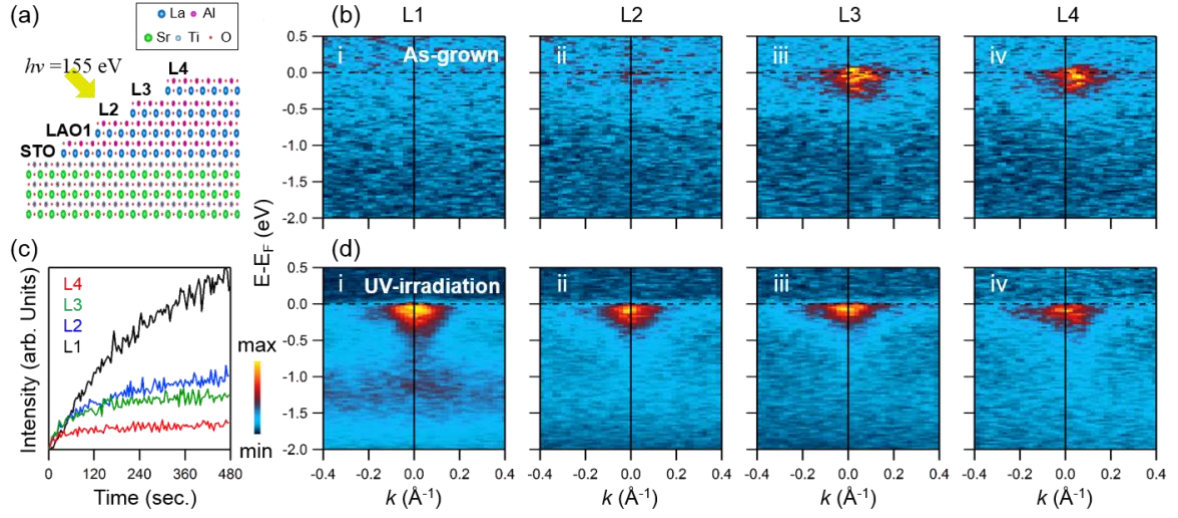 (a)
La Al
Sr Ti O
hν =155 eV
L4
L3
L2
LAO1
STO
(b)
L1 L2 L3 L4
i As-grown ii iii iv
0.5
0.0
-0.5
-1.0
-1.5
-2.0
E-EF (eV)
(c)
L4
L3
L2
L1
Intensity (arb. Units)
0 120 240 360 480
Time (sec.)
max
min
(d)
i UV-irradiation ii iii iv
0.5
0.0
-0.5
-1.0
-1.5
-2.0
-0.4 -0.2 0.0 0.2 0.4 -0.4 -0.2 0.0 0.2 0.4 -0.4 -0.2 0.0 0.2 0.4 -0.4 -0.2 0.0 0.2 0.4
k (Å-1) k (Å-1) k (Å-1) k (Å-1)